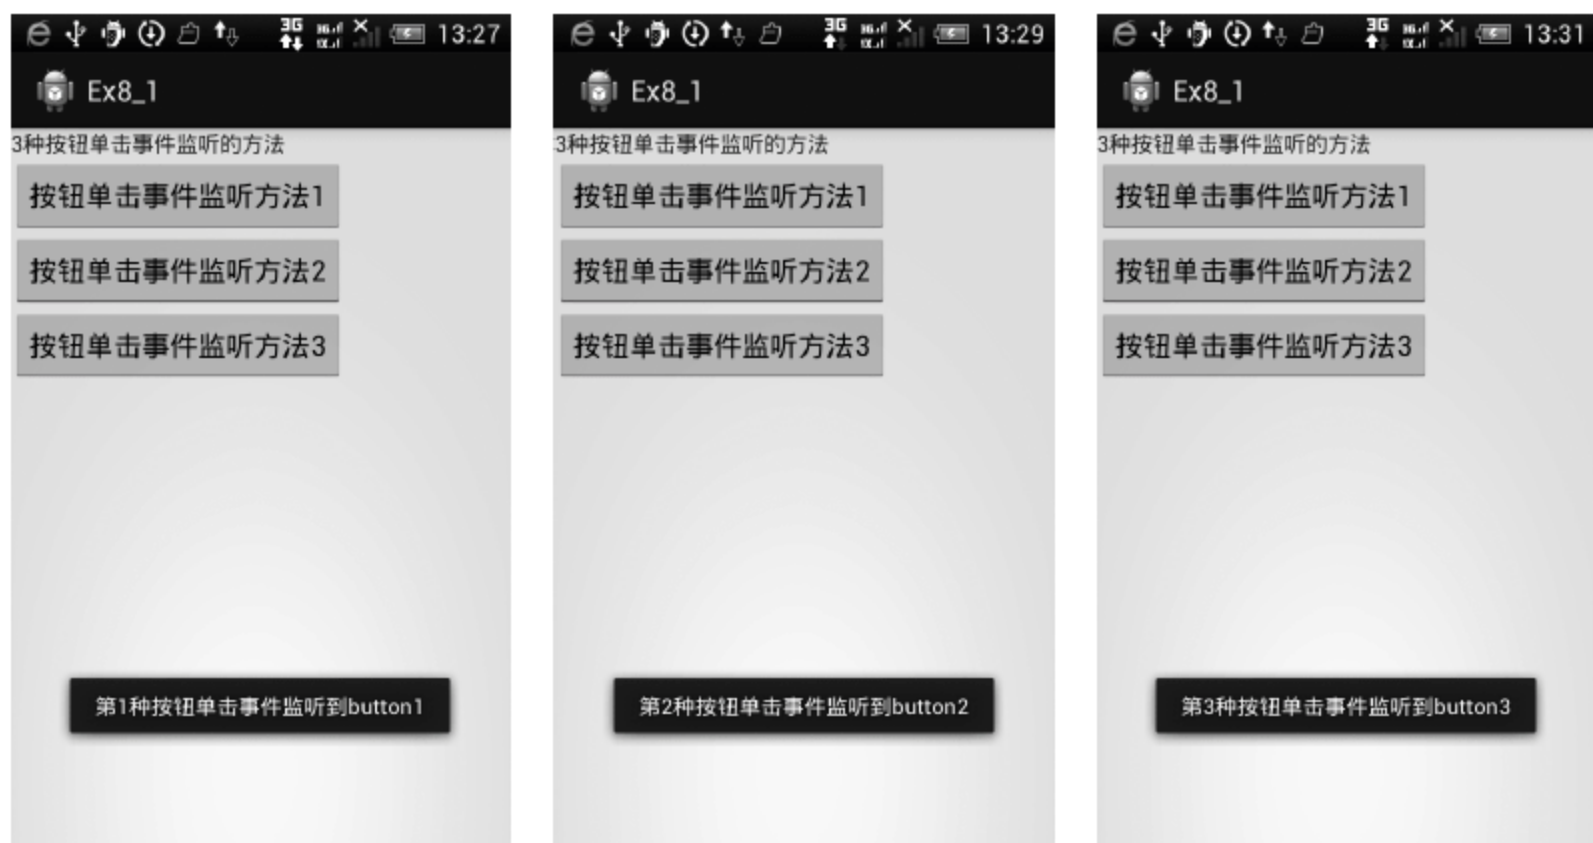 3G 13:27
Ex8_1
3种按钮单击事件监听的方法
按钮单击事件监听方法1
按钮单击事件监听方法2
按钮单击事件监听方法3
第1种按钮单击事件监听到button1
3G 13:29
Ex8_1
3种按钮单击事件监听的方法
按钮单击事件监听方法1
按钮单击事件监听方法2
按钮单击事件监听方法3
第2种按钮单击事件监听到button2
3G 13:31
Ex8_1
3种按钮单击事件监听的方法
按钮单击事件监听方法1
按钮单击事件监听方法2
按钮单击事件监听方法3
第3种按钮单击事件监听到button3